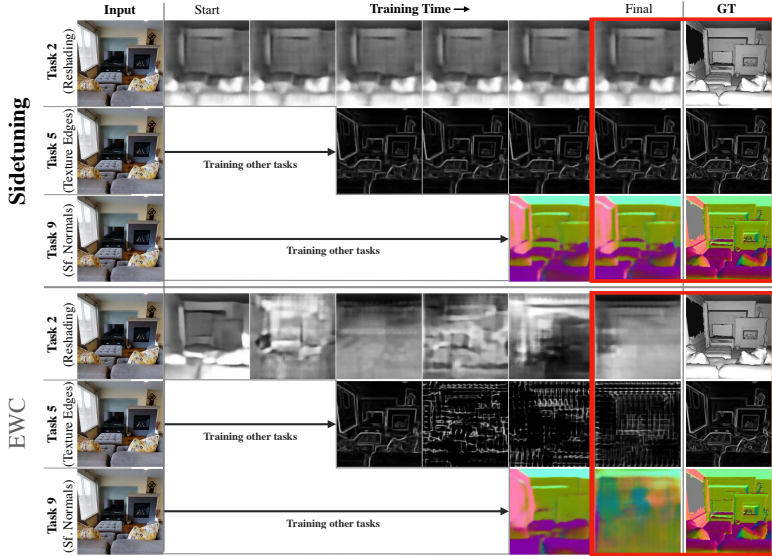 Input Start Training Time → Final GT
Sidetuning
Task 2
(Reshading)
Task 5
(Texture Edges)
Training other tasks
Task 9
(Sf. Normals)
Training other tasks
EWC
Task 2
(Reshading)
Task 5
(Texture Edges)
Training other tasks
Task 9
(Sf. Normals)
Training other tasks